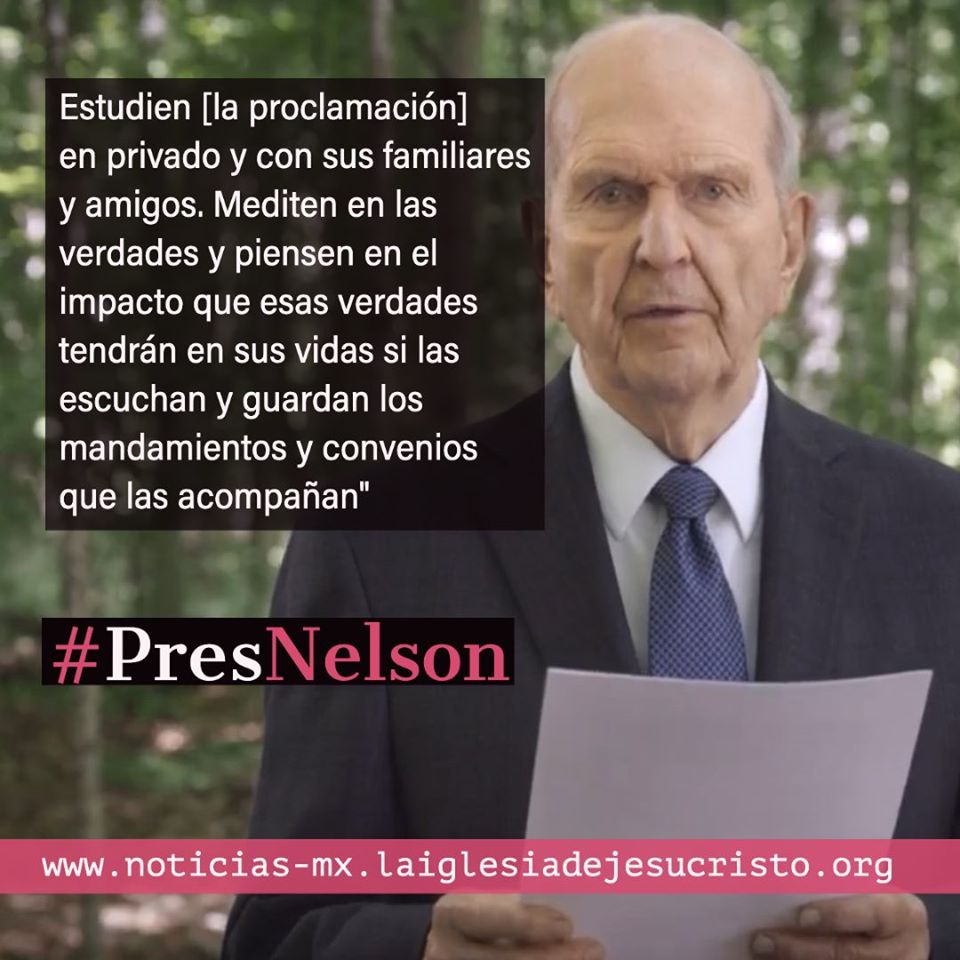 Estudien [la proclamación]
en privado y con sus familiares
y amigos. Mediten en las
verdades y piensen en el
impacto que esas verdades
tendrán en sus vidas si las
escuchan y guardan los
mandamientos y convenios
que las acompañan"
#PresNelson
www.noticias-mx.laiglesiadejesucristo.org